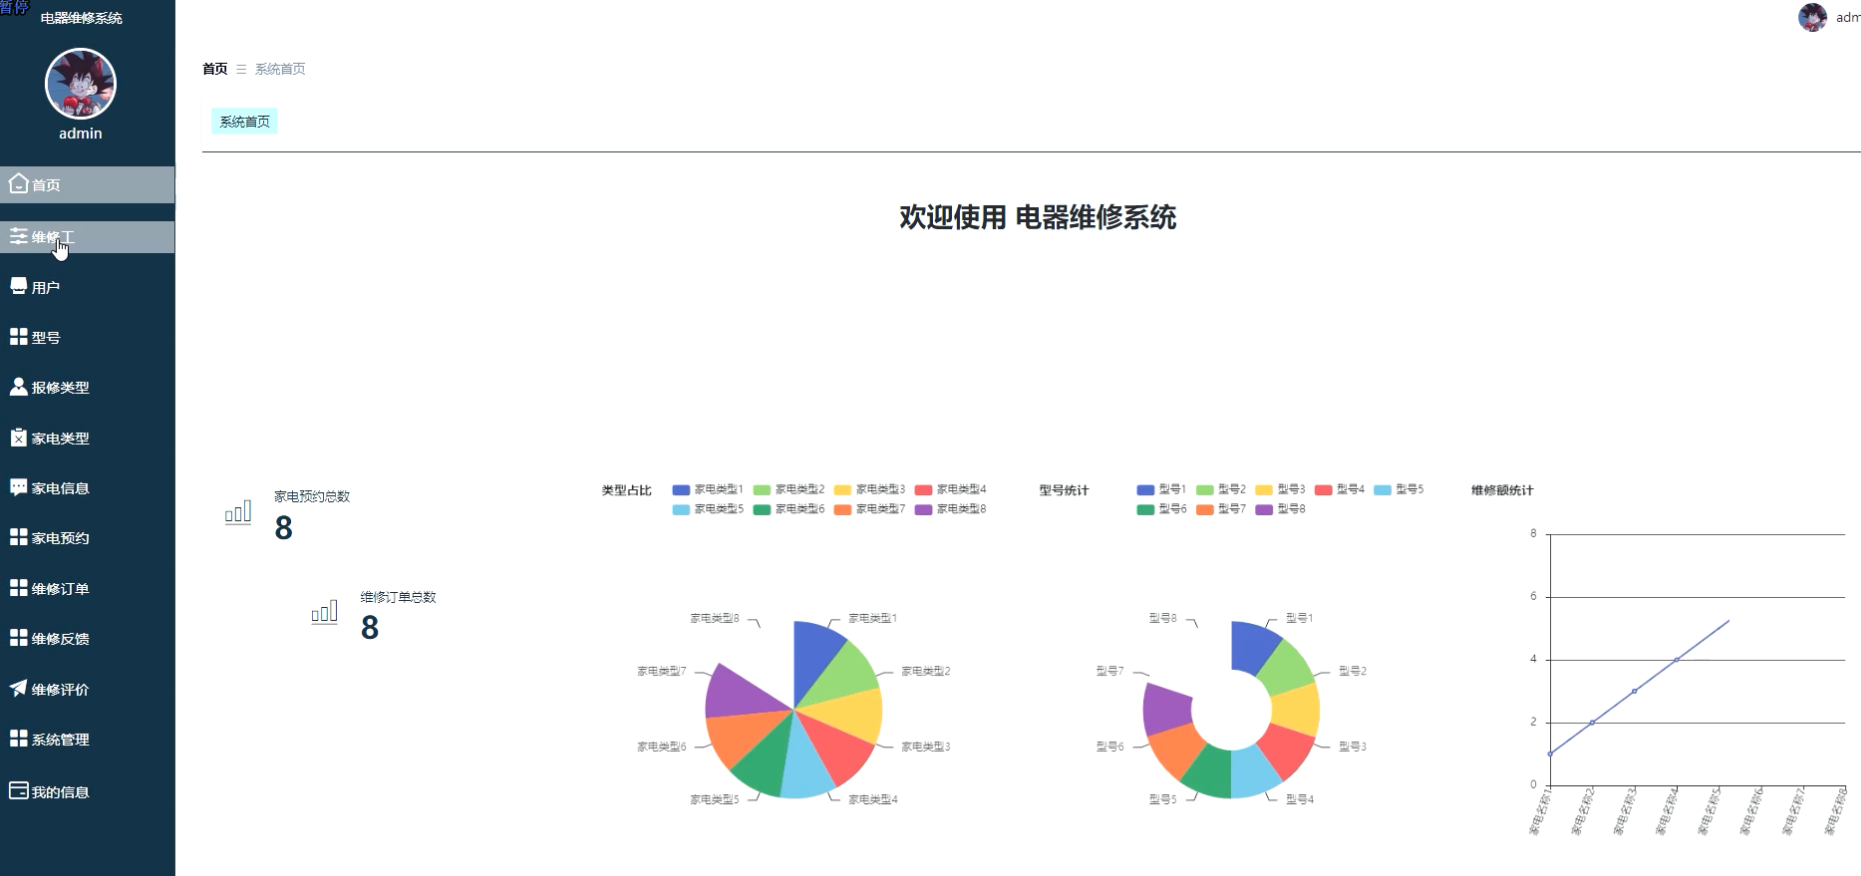 暂停
电器维修系统
admin
首页
维修工
用户
型号
报修类型
家电类型
家电信息
家电预约
维修订单
维修反馈
维修评价
系统管理
我的信息
adm
首页 系统首页
系统首页
欢迎使用 电器维修系统
家电预约总数
8
维修订单总数
8
类型占比
家电类型1 家电类型2 家电类型3 家电类型4
家电类型5 家电类型6 家电类型7 家电类型8
家电类型8 家电类型1
家电类型7 家电类型2
家电类型6 家电类型3
家电类型5 家电类型4
型号统计
型号1 型号2 型号3 型号4 型号5
型号6 型号7 型号8
型号8 型号1
型号7 型号2
型号6 型号3
型号5 型号4
维修额统计
8
6
4
2
0
家电名称1 家电名称2 家电名称3 家电名称4 家电名称5 家电名称6 家电名称7 家电名称8